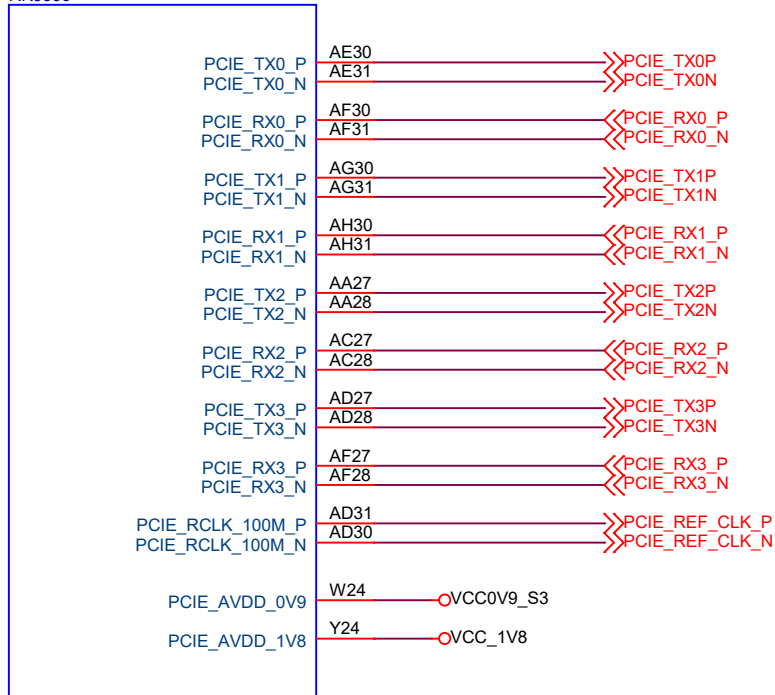 PCIE_TX0_P AE30 PCIE_TX0P
PCIE_TX0_N AE31 PCIE_TX0N
PCIE_RX0_P AF30 PCIE_RX0_P
PCIE_RX0_N AF31 PCIE_RX0_N
PCIE_TX1_P AG30 PCIE_TX1P
PCIE_TX1_N AG31 PCIE_TX1N
PCIE_RX1_P AH30 PCIE_RX1_P
PCIE_RX1_N AH31 PCIE_RX1_N
PCIE_TX2_P AA27 PCIE_TX2P
PCIE_TX2_N AA28 PCIE_TX2N
PCIE_RX2_P AC27 PCIE_RX2_P
PCIE_RX2_N AC28 PCIE_RX2_N
PCIE_TX3_P AD27 PCIE_TX3P
PCIE_TX3_N AD28 PCIE_TX3N
PCIE_RX3_P AF27 PCIE_RX3_P
PCIE_RX3_N AF28 PCIE_RX3_N
PCIE_RCLK_100M_P AD31 PCIE_REF_CLK_P
PCIE_RCLK_100M_N AD30 PCIE_REF_CLK_N
PCIE_AVDD_0V9 W24 VCC0V9_S3
PCIE_AVDD_1V8 Y24 VCC_1V8